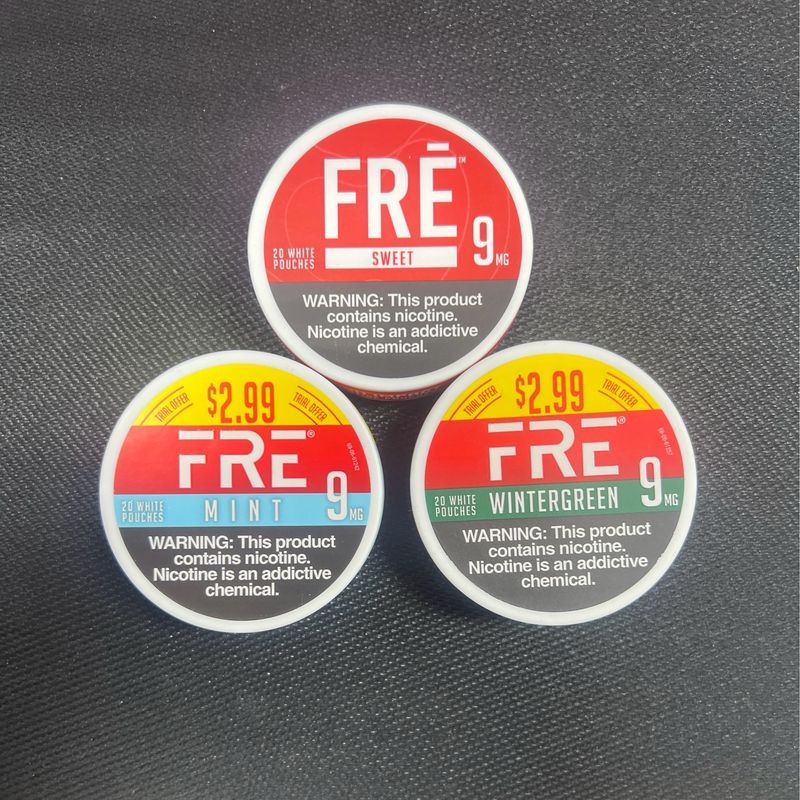 FRĒ™
SWEET
20 WHITE
POUCHES
9 MG
WARNING: This product
contains nicotine.
Nicotine is an addictive
chemical.
TRIAL OFFER
$2.99
TRIAL OFFER
FRE®
20 WHITE
POUCHES
MINT
9 MG
WARNING: This product
contains nicotine.
Nicotine is an addictive
chemical.
TRIAL OFFER
$2.99
TRIAL OFFER
FRE®
20 WHITE
POUCHES
WINTERGREEN
9 MG
WARNING: This product
contains nicotine.
Nicotine is an addictive
chemical.